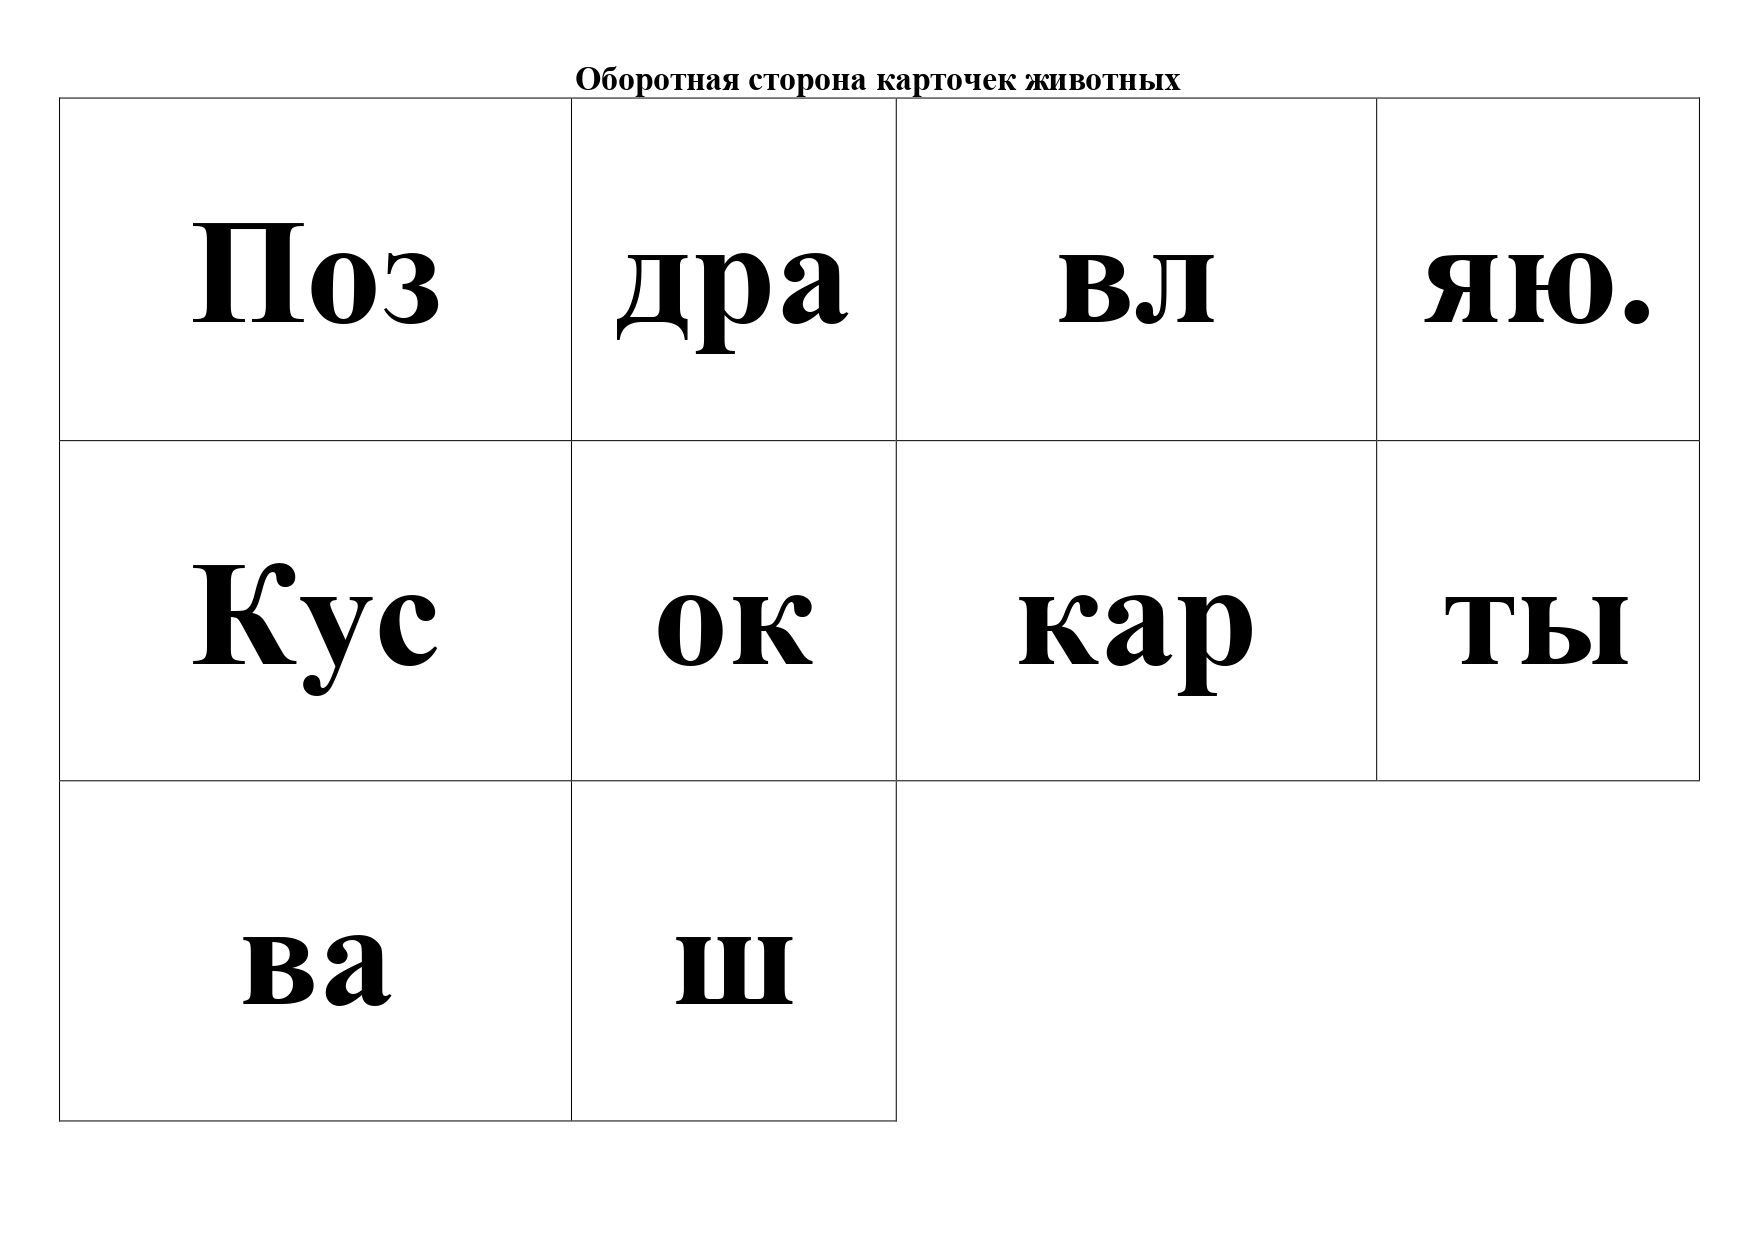 Оборотная сторона карточек животных
Поз дра вл яю.
Кус ок кар ты
ва ш